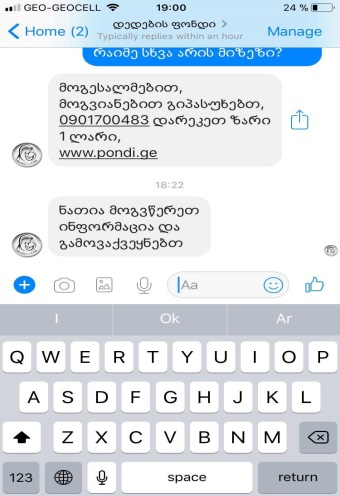 GEO-GEOCELL 19:00 24 %
Home (2) დედების ფონდი > Manage
Typically replies within an hour
რაიმე სხვა არის მიზეზი?
მოგესალმებით,
მოგვიანებით გიპასუხებთ,
0901700483 დარეკეთ ზარი
1 ლარი,
www.pondi.ge
18:22
ნათია მოგვწერეთ
ინფორმაცია და
გამოვაქვეყნებთ
Aa
I Ok Ar
Q W E R T Y U I O P
A S D F G H J K L
Z X C V B N M
123 space return